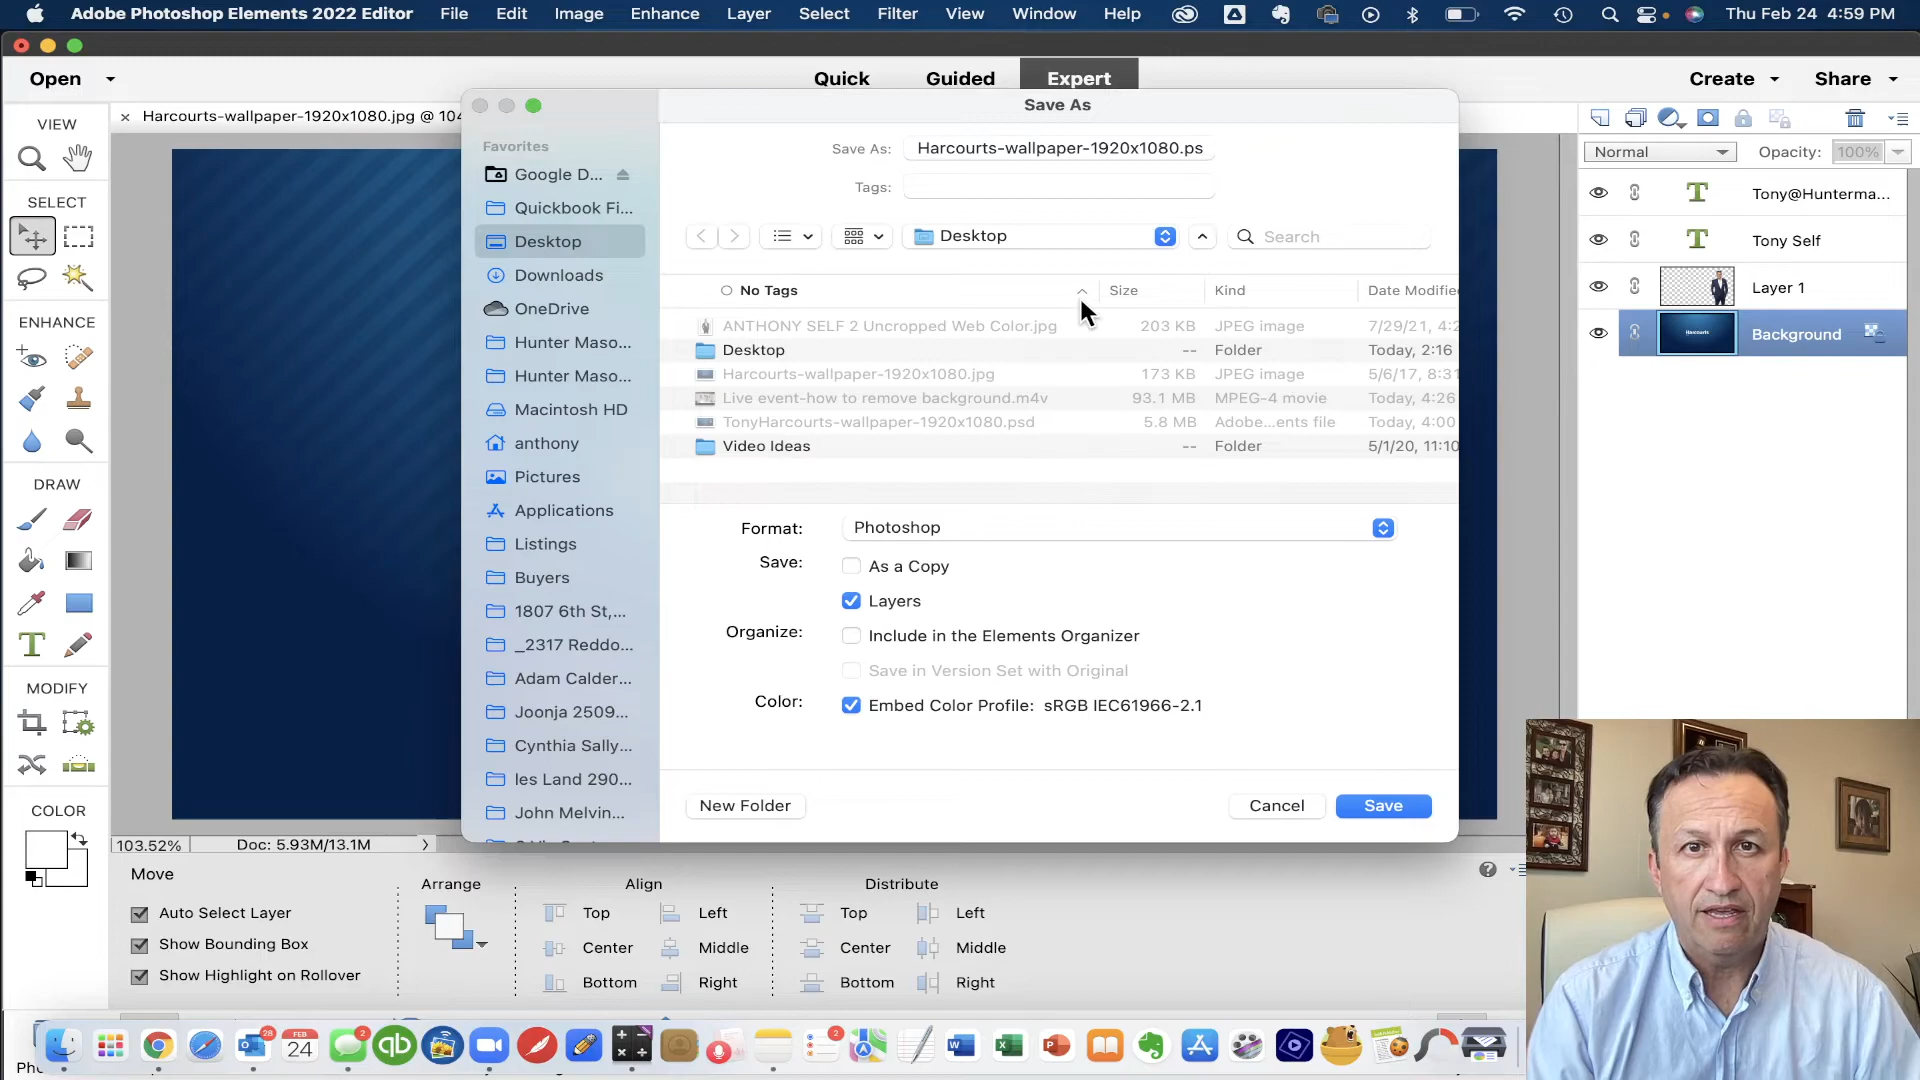 Adobe Photoshop Elements 2022 Editor File Edit Image Enhance Layer Select Filter View Window Help Thu Feb 24 4:59 PM
Open Quick Guided Expert Create Share
Harcourts-wallpaper-1920x1080.jpg @ 104
Save As
VIEW
SELECT
ENHANCE
DRAW
MODIFY
COLOR
Favorites
Google D...
Quickbook Fi...
Desktop
Downloads
OneDrive
Hunter Maso...
Hunter Maso...
Macintosh HD
anthony
Pictures
Applications
Listings
Buyers
1807 6th St,...
_2317 Reddo...
Adam Calder...
Joonja 2509...
Cynthia Sally...
les Land 290...
John Melvin...
Save As: Harcourts-wallpaper-1920x1080.ps
Tags:
Desktop Search
No Tags Size Kind Date Modifie
ANTHONY SELF 2 Uncropped Web Color.jpg 203 KB JPEG image 7/29/21, 4:2
Desktop -- Folder Today, 2:16
Harcourts-wallpaper-1920x1080.jpg 173 KB JPEG image 5/6/17, 8:31
Live event-how to remove background.m4v 93.1 MB MPEG-4 movie Today, 4:26
TonyHarcourts-wallpaper-1920x1080.psd 5.8 MB Adobe...ents file Today, 4:00
Video Ideas -- Folder 5/1/20, 11:10
Format: Photoshop
Save: As a Copy
Layers
Organize: Include in the Elements Organizer
Save in Version Set with Original
Color: Embed Color Profile: sRGB IEC61966-2.1
New Folder Cancel Save
Normal Opacity: 100%
Tony@Hunterma...
Tony Self
Layer 1
Harcourts
Background
103.52% Doc: 5.93M/13.1M
Move Arrange Align Distribute
Auto Select Layer Top Left Top Left
Show Bounding Box Center Middle Center Middle
Show Highlight on Rollover Bottom Right Bottom Right
28
FEB
24
2
2